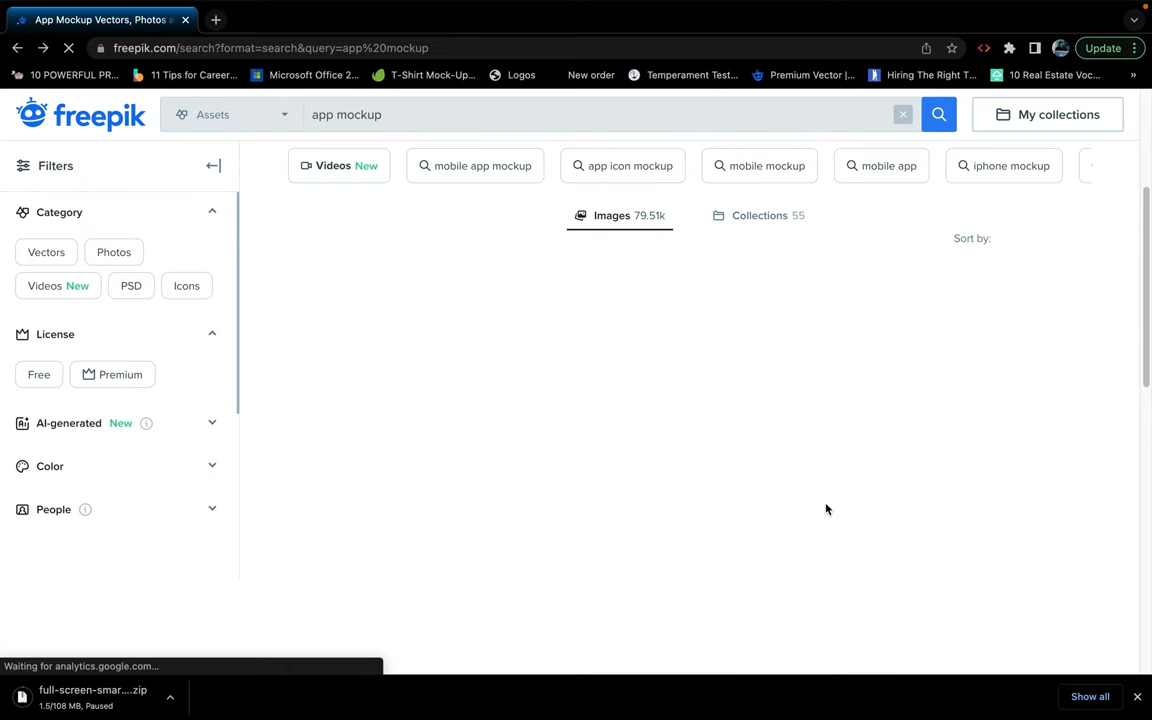 App Mockup Vectors, Photos a
freepik.com/search?format=search&query=app%20mockup
Update
10 POWERFUL PR...
11 Tips for Career...
Microsoft Office 2...
T-Shirt Mock-Up...
Logos
New order
Temperament Test...
Premium Vector |...
Hiring The Right T...
10 Real Estate Voc...
»
freepik
Assets
app mockup
My collections
Filters
Videos New
mobile app mockup
app icon mockup
mobile mockup
mobile app
iphone mockup
Category
Images 79.51k
Collections 55
Sort by:
Vectors
Photos
Videos New
PSD
Icons
License
Free
Premium
AI-generated New
Color
People
Waiting for analytics.google.com...
full-screen-smar....zip
1.5/108 MB, Paused
Show all